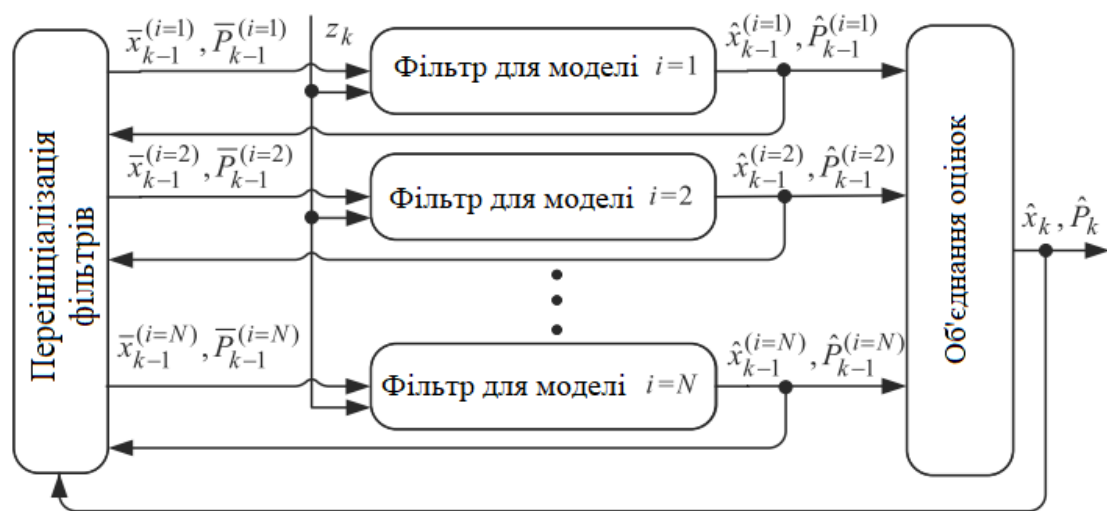 Переініціалізація
фільтрів
x̅_{k−1}^{(i=1)}, P̅_{k−1}^{(i=1)}
z_k
Фільтр для моделі i=1
x̂_{k−1}^{(i=1)}, P̂_{k−1}^{(i=1)}
x̅_{k−1}^{(i=2)}, P̅_{k−1}^{(i=2)}
Фільтр для моделі i=2
x̂_{k−1}^{(i=2)}, P̂_{k−1}^{(i=2)}
x̅_{k−1}^{(i=N)}, P̅_{k−1}^{(i=N)}
Фільтр для моделі i=N
x̂_{k−1}^{(i=N)}, P̂_{k−1}^{(i=N)}
Об'єднання оцінок
x̂_k, P̂_k